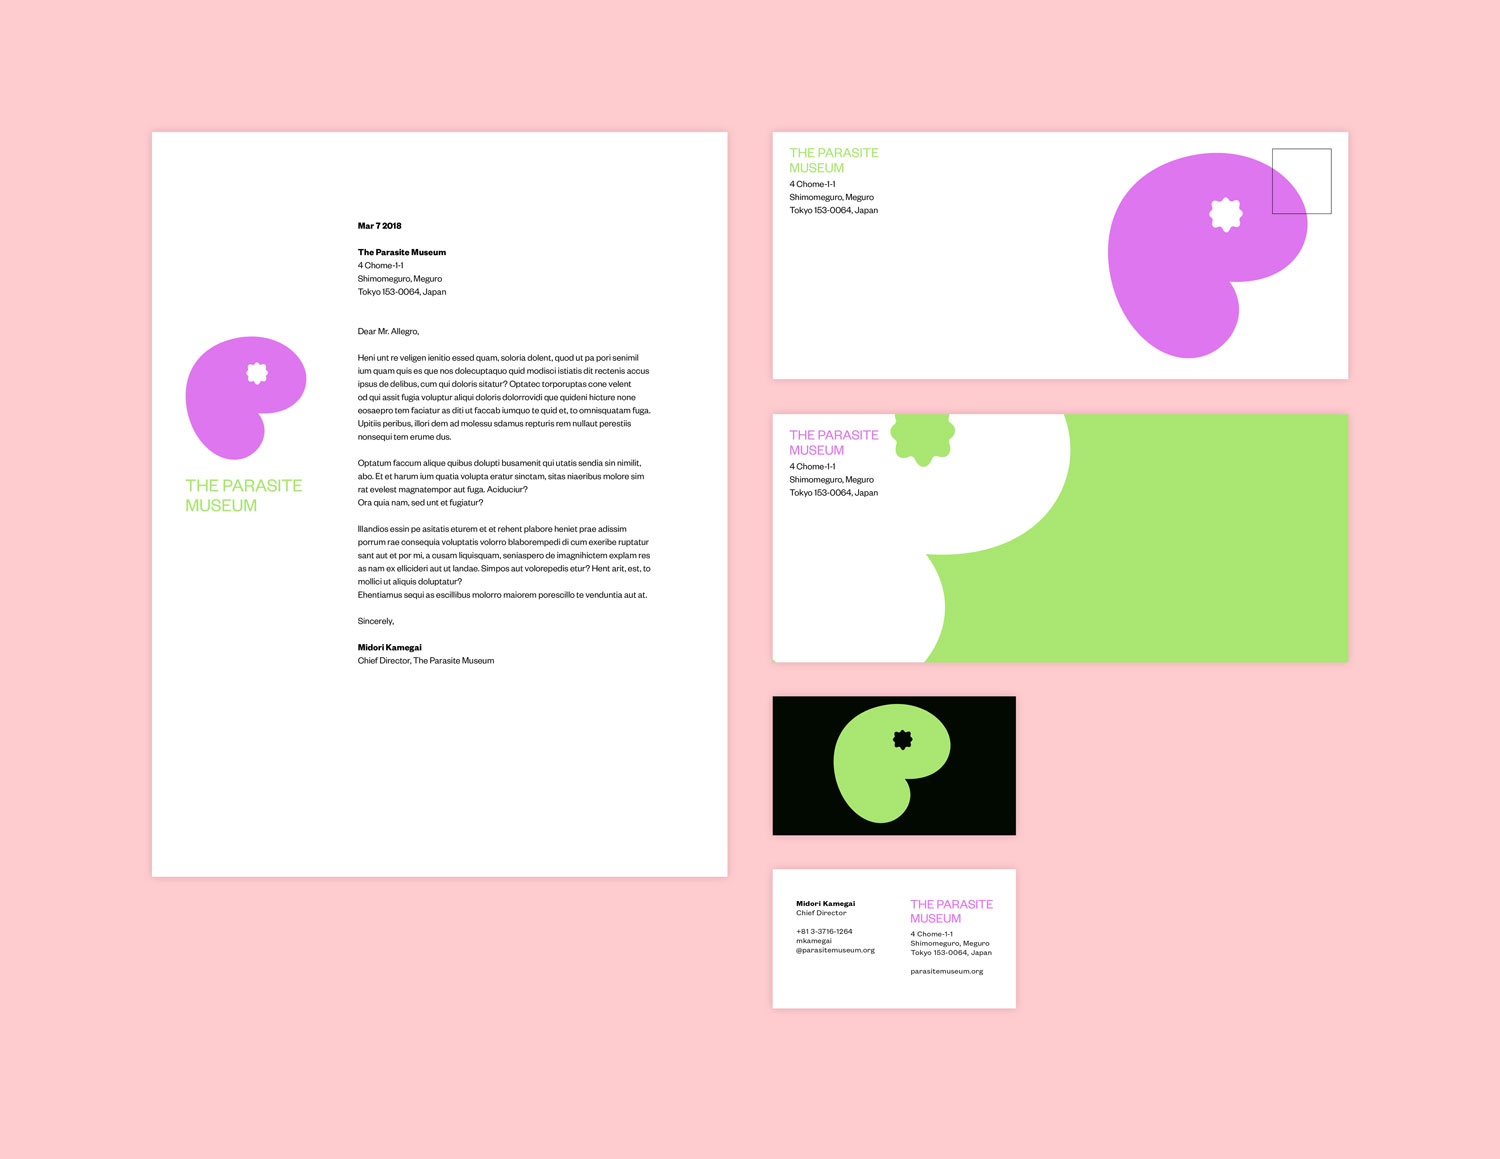 Mar 7 2018
The Parasite Museum
4 Chome-1-1
Shimomeguro, Meguro
Tokyo 153-0064, Japan
Dear Mr. Allegro,
Heni unt re veligen ienitio essed quam, soloria dolent, quod ut pa pori senimil
ium quam quis es que nos dolecuptaquo quid modisci istiatis dit rectenis accus
ipsus de delibus, cum qui doloris sitatur? Optatec torporuptas cone velent
od qui assit fugia voluptur aliqui doloris dolorrovidi que quideni hicture none
eosaepro tem faciatur as diti ut faccab iumquo te quid et, to omnisquatam fuga.
Upitiis peribus, illori dem ad molessu sdamus repturis rem nullaut perestiis
nonsequi tem erume dus.
Optatum faccum alique quibus dolupti busament qui utatis sendia sin nimilit,
abo. Et et harum ium quatia volupta eratur sinctam, sitas niaeribus molore sim
rat evelest magnatempor aut fuga. Aciduciur?
Ora quia nam, sed unt et fugiatur?
Illandios essin pe asitatis eturem et et rehent plabore heniet prae adissim
porrum rae consequia voluptatis volorro blaborempedi di cum exeribe ruptatur
sant aut et por mi, a cusam liquisquam, seniaspero de imagnihictem explam res
as nam ex ellicideri aut ut landae. Simpos aut volorepedis etur? Hent arit, est, to
mollici ut aliquis doluptatur?
Ehentiamus sequi as escillibus molorro maiorem porescillo te venduntia aut at.
Sincerely,
Midori Kamegai
Chief Director, The Parasite Museum
THE PARASITE
MUSEUM
THE PARASITE
MUSEUM
4 Chome-1-1
Shimomeguro, Meguro
Tokyo 153-0064, Japan
THE PARASITE
MUSEUM
4 Chome-1-1
Shimomeguro, Meguro
Tokyo 153-0064, Japan
Midori Kamegai
Chief Director
+81 3-3716-1264
mkamegai
@parasitemuseum.org
THE PARASITE
MUSEUM
4 Chome-1-1
Shimomeguro, Meguro
Tokyo 153-0064, Japan
parasitemuseum.org